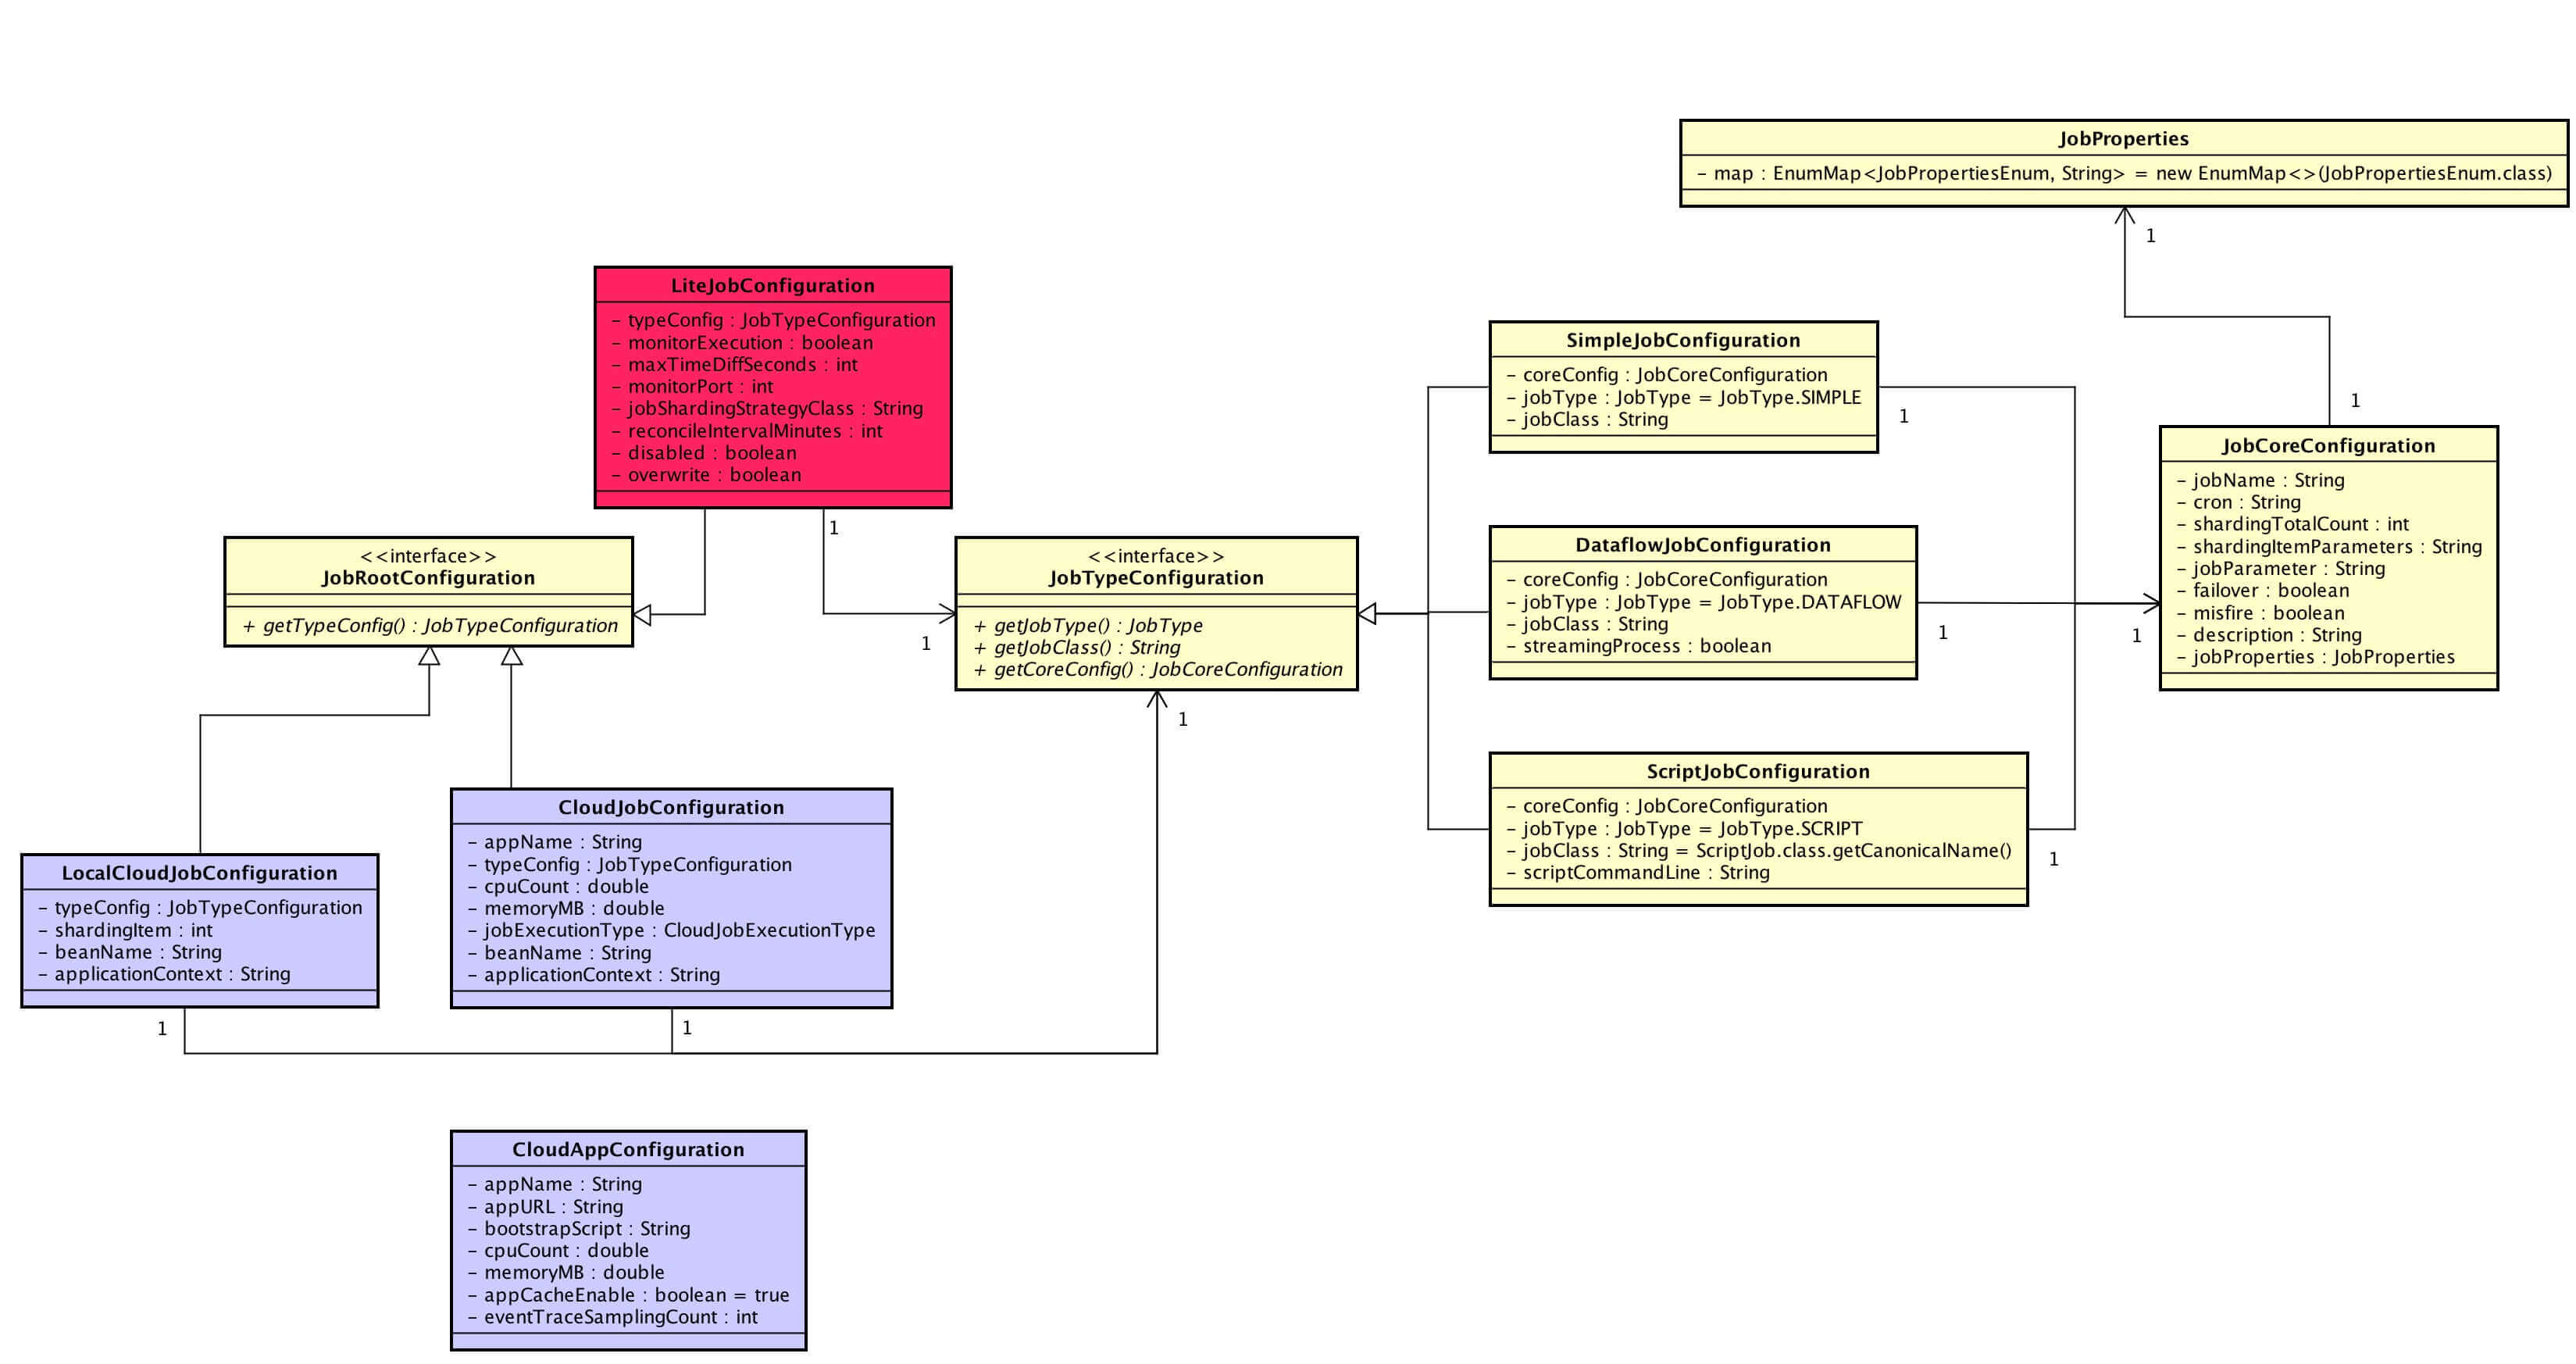 JobProperties
- map : EnumMap<JobPropertiesEnum, String> = new EnumMap<>(JobPropertiesEnum.class)
1
1
LiteJobConfiguration
- typeConfig : JobTypeConfiguration
- monitorExecution : boolean
- maxTimeDiffSeconds : int
- monitorPort : int
- jobShardingStrategyClass : String
- reconcileIntervalMinutes : int
- disabled : boolean
- overwrite : boolean
1
1
<<interface>>
JobRootConfiguration
+ getTypeConfig() : JobTypeConfiguration
<<interface>>
JobTypeConfiguration
+ getJobType() : JobType
+ getJobClass() : String
+ getCoreConfig() : JobCoreConfiguration
1
SimpleJobConfiguration
- coreConfig : JobCoreConfiguration
- jobType : JobType = JobType.SIMPLE
- jobClass : String
1
DataflowJobConfiguration
- coreConfig : JobCoreConfiguration
- jobType : JobType = JobType.DATAFLOW
- jobClass : String
- streamingProcess : boolean
1
1
ScriptJobConfiguration
- coreConfig : JobCoreConfiguration
- jobType : JobType = JobType.SCRIPT
- jobClass : String = ScriptJob.class.getCanonicalName()
- scriptCommandLine : String
1
JobCoreConfiguration
- jobName : String
- cron : String
- shardingTotalCount : int
- shardingItemParameters : String
- jobParameter : String
- failover : boolean
- misfire : boolean
- description : String
- jobProperties : JobProperties
LocalCloudJobConfiguration
- typeConfig : JobTypeConfiguration
- shardingItem : int
- beanName : String
- applicationContext : String
1
CloudJobConfiguration
- appName : String
- typeConfig : JobTypeConfiguration
- cpuCount : double
- memoryMB : double
- jobExecutionType : CloudJobExecutionType
- beanName : String
- applicationContext : String
1
CloudAppConfiguration
- appName : String
- appURL : String
- bootstrapScript : String
- cpuCount : double
- memoryMB : double
- appCacheEnable : boolean = true
- eventTraceSamplingCount : int